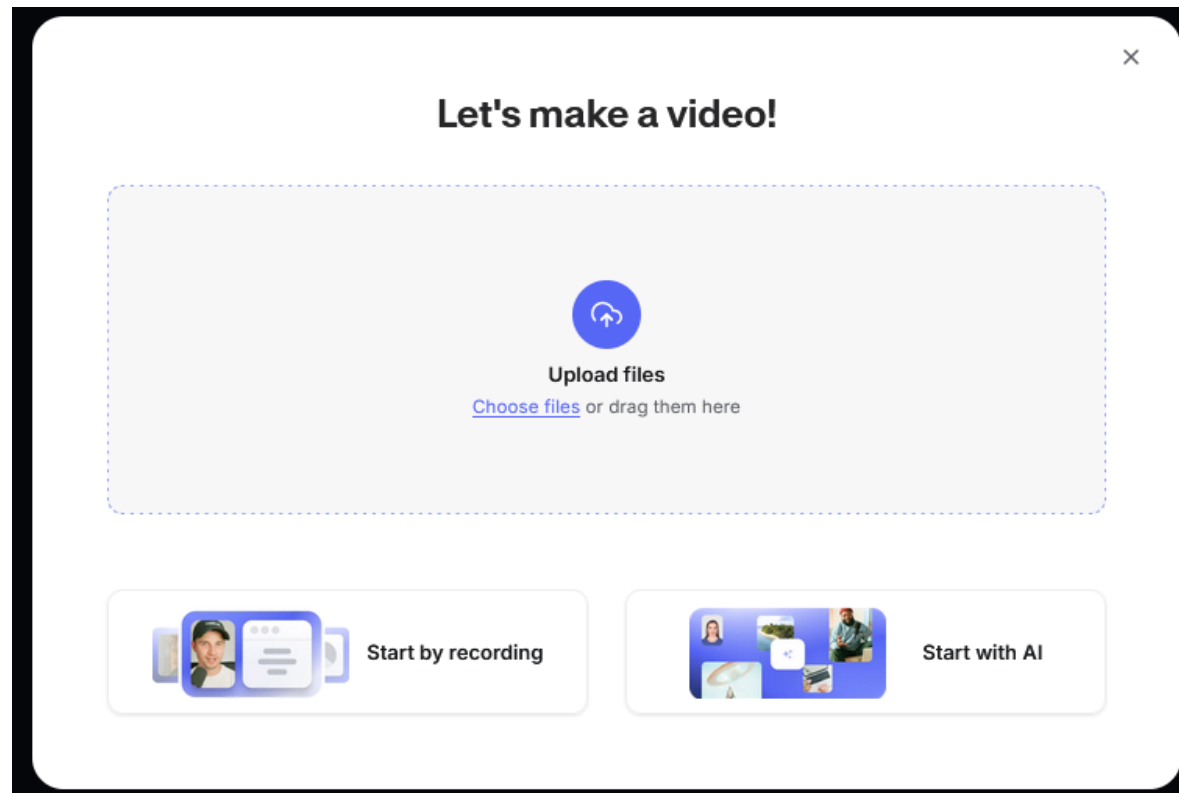 Let's make a video!
Upload files
Choose files or drag them here
Start by recording
Start with AI